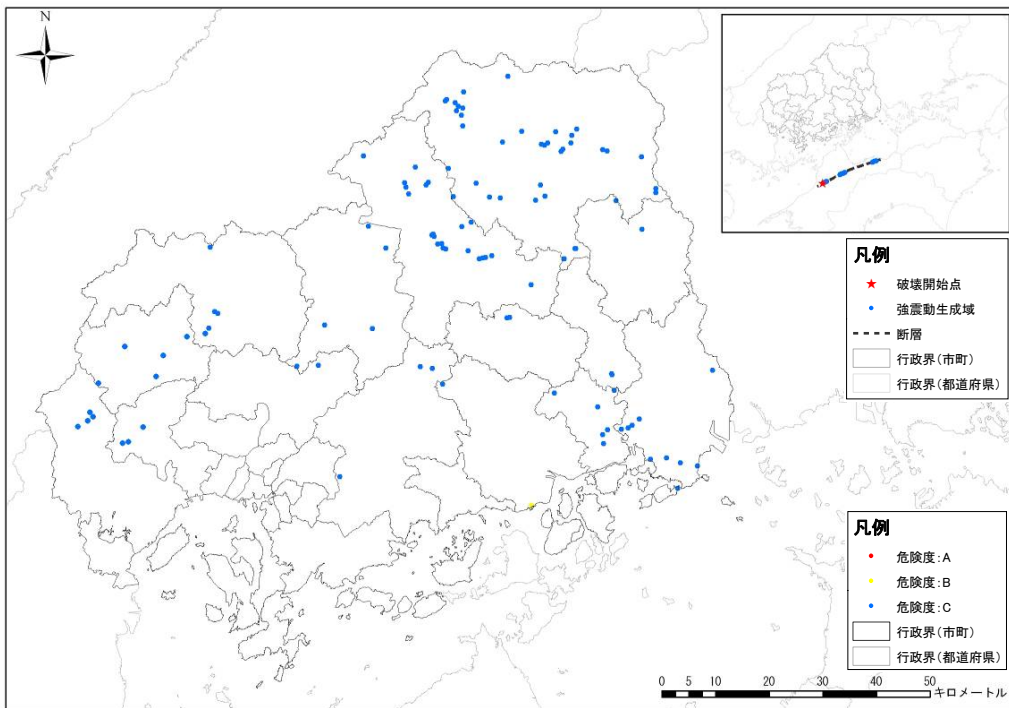 N
凡例
破壊開始点
強震動生成域
断層
行政界(市町)
行政界(都道府県)
凡例
危険度:A
危険度:B
危険度:C
行政界(市町)
行政界(都道府県)
0 5 10 20 30 40 50
キロメートル